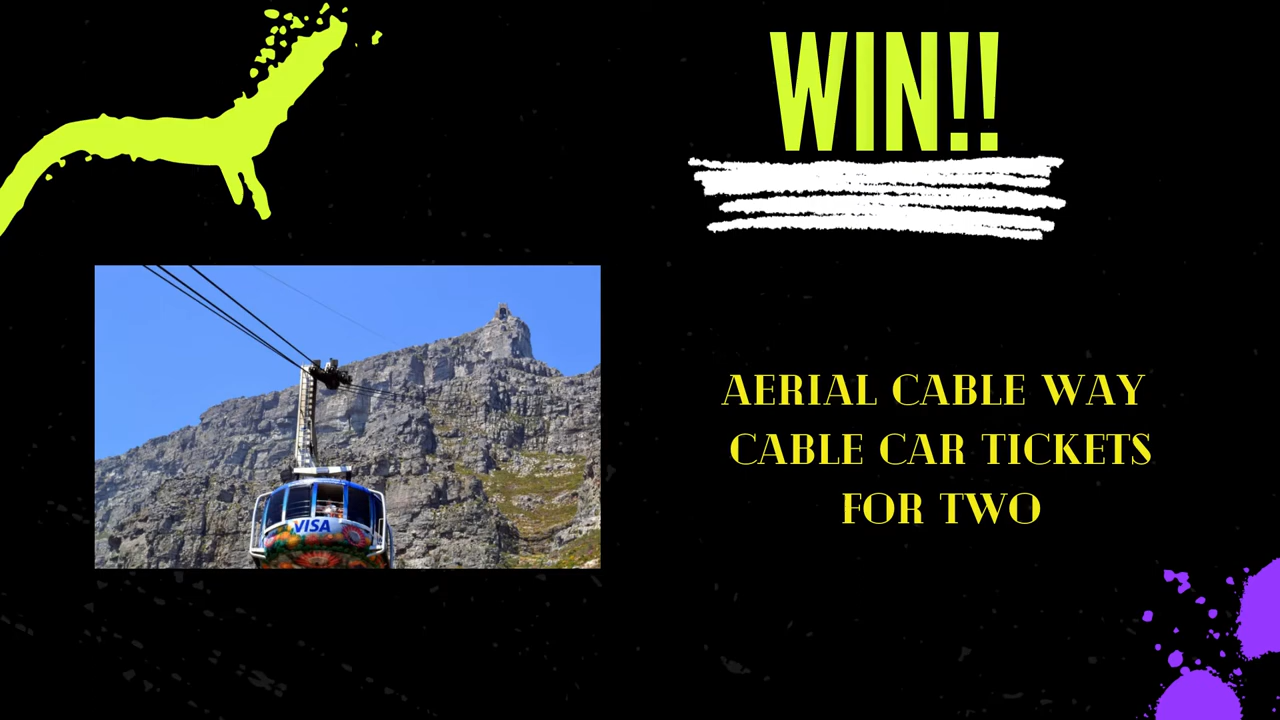 WIN!!
AERIAL CABLE WAY
CABLE CAR TICKETS
FOR TWO
VISA